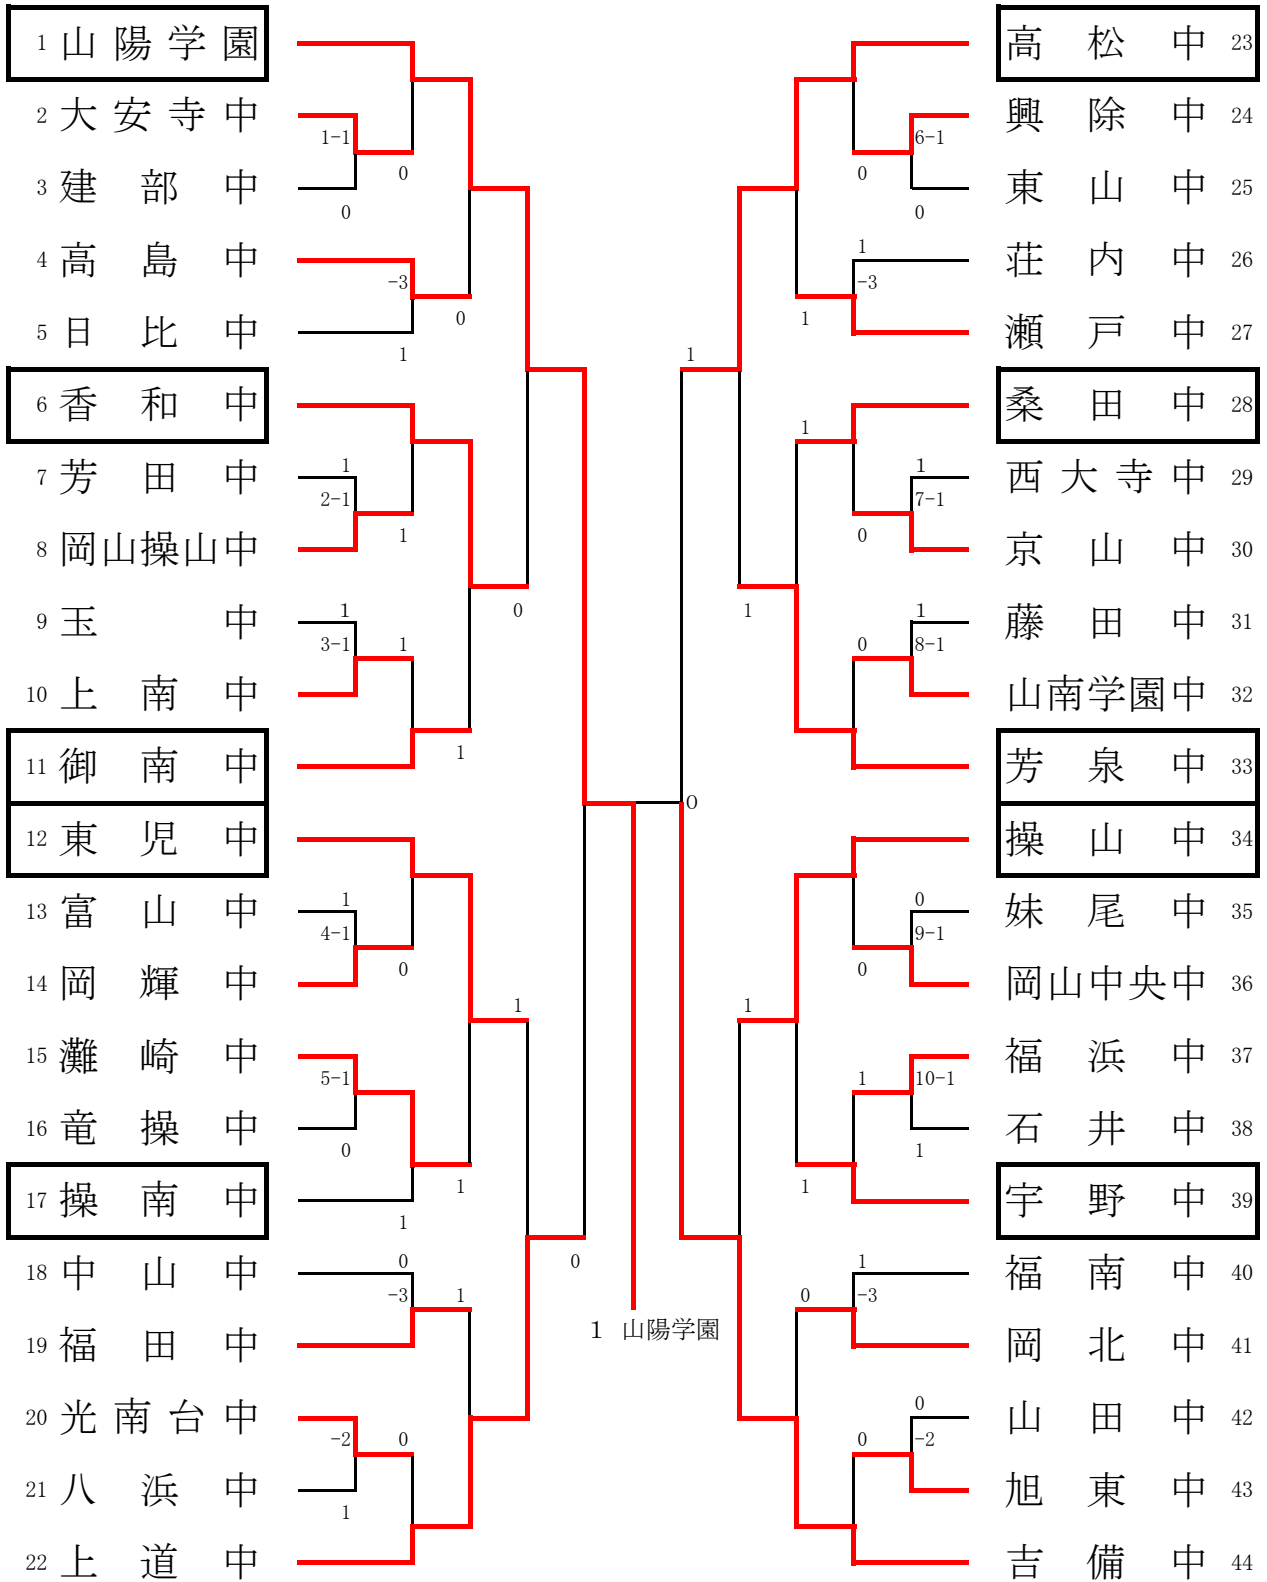 1 山陽学園
2 大安寺中
3 建部中
4 高島中
5 日比中
6 香和中
7 芳田中
8 岡山操山中
9 玉中
10 上南中
11 御南中
12 東児中
13 富山中
14 岡輝中
15 灘崎中
16 竜操中
17 操南中
18 中山中
19 福田中
20 光南台中
21 八浜中
22 上道中
1-1
0
0
-3
0
1
1
2-1
1
0
1
3-1
1
1
1
4-1
0
1
5-1
0
1
1
0
-3
1
0
-2
0
1
0
1 山陽学園
1
0
6-1
0
0
1
-3
1
1
1
7-1
0
1
1
0
8-1
0
9-1
0
1
1
10-1
1
1
1
0
-3
0
0
-2
高松中 23
興除中 24
東山中 25
荘内中 26
瀬戸中 27
桑田中 28
西大寺中 29
京山中 30
藤田中 31
山南学園中 32
芳泉中 33
操山中 34
妹尾中 35
岡山中央中 36
福浜中 37
石井中 38
宇野中 39
福南中 40
岡北中 41
山田中 42
旭東中 43
吉備中 44